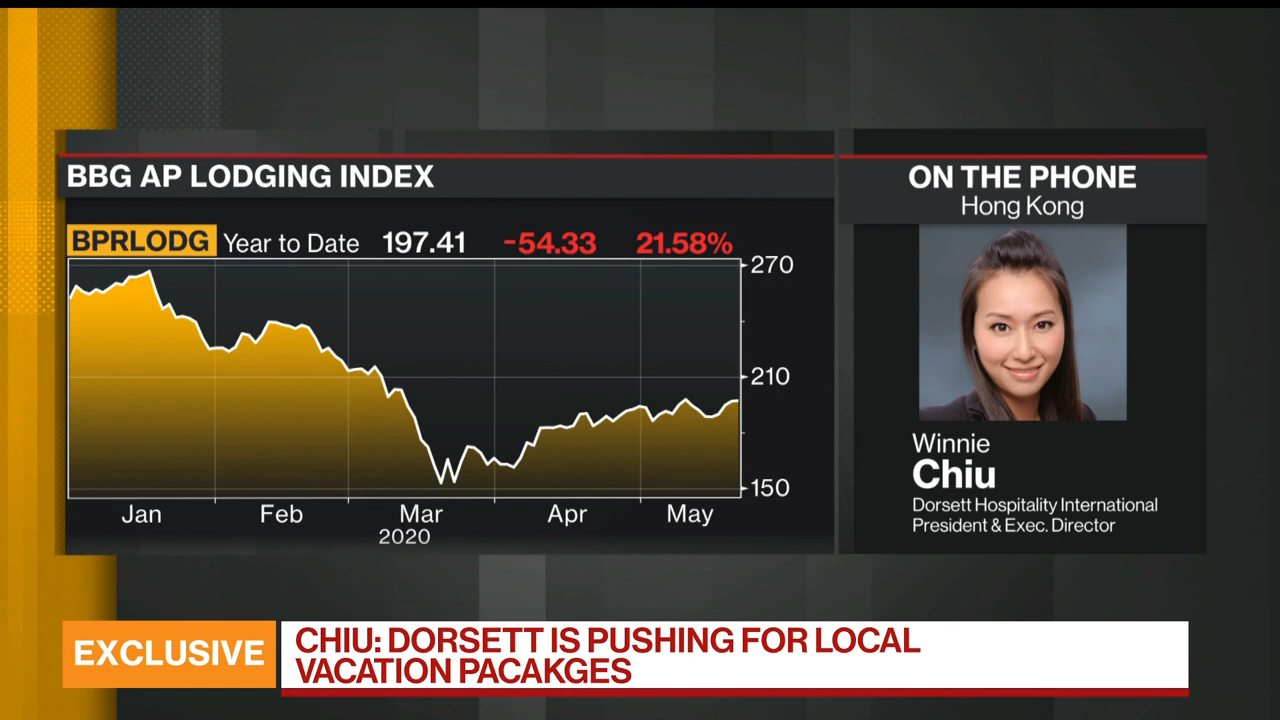 BBG AP LODGING INDEX
BPRLODG Year to Date 197.41 -54.33 21.58%
270
210
150
Jan Feb Mar Apr May
2020
ON THE PHONE
Hong Kong
Winnie
Chiu
Dorsett Hospitality International
President & Exec. Director
EXCLUSIVE
CHIU: DORSETT IS PUSHING FOR LOCAL
VACATION PACAKGES